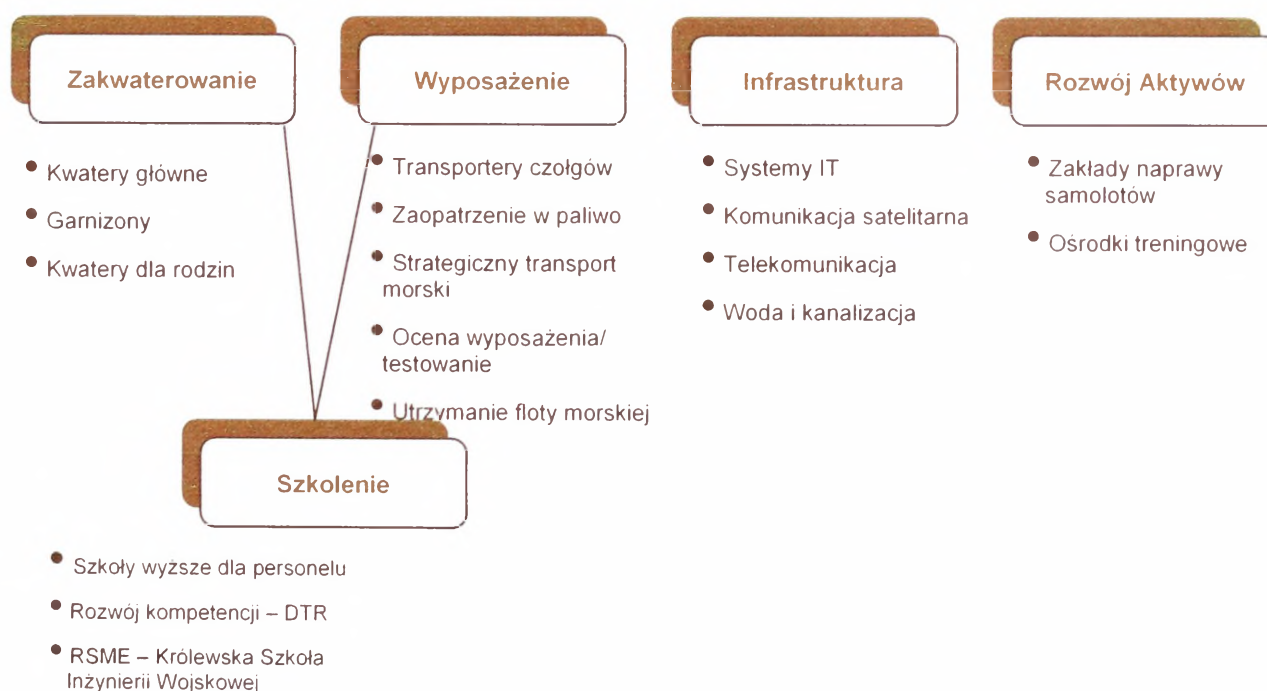 Zakwaterowanie
• Kwatery główne
• Garnizony
• Kwatery dla rodzin
Wyposażenie
• Transportery czołgów
• Zaopatrzenie w paliwo
• Strategiczny transport
morski
• Ocena wyposażenia/
testowanie
• Utrzymanie floty morskiej
Infrastruktura
• Systemy IT
• Komunikacja satelitarna
• Telekomunikacja
• Woda i kanalizacja
Rozwój Aktywów
• Zakłady naprawy
samolotów
• Ośrodki treningowe
Szkolenie
• Szkoły wyższe dla personelu
• Rozwój kompetencji – DTR
• RSME – Królewska Szkoła
Inżynierii Wojskowej